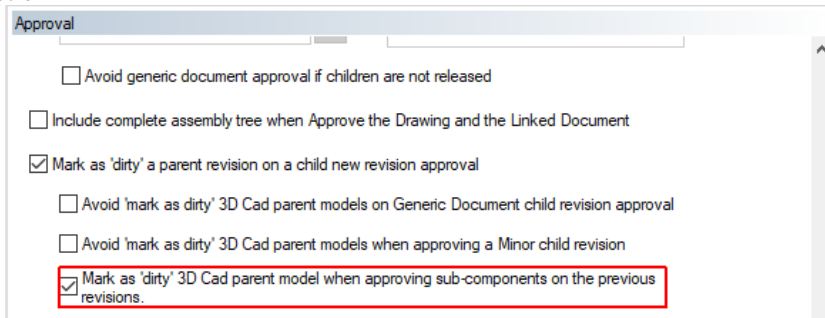 Approval
Avoid generic document approval if children are not released
Include complete assembly tree when Approve the Drawing and the Linked Document
Mark as 'dirty' a parent revision on a child new revision approval
Avoid 'mark as dirty' 3D Cad parent models on Generic Document child revision approval
Avoid 'mark as dirty' 3D Cad parent models when approving a Minor child revision
Mark as 'dirty' 3D Cad parent model when approving sub-components on the previous
revisions.